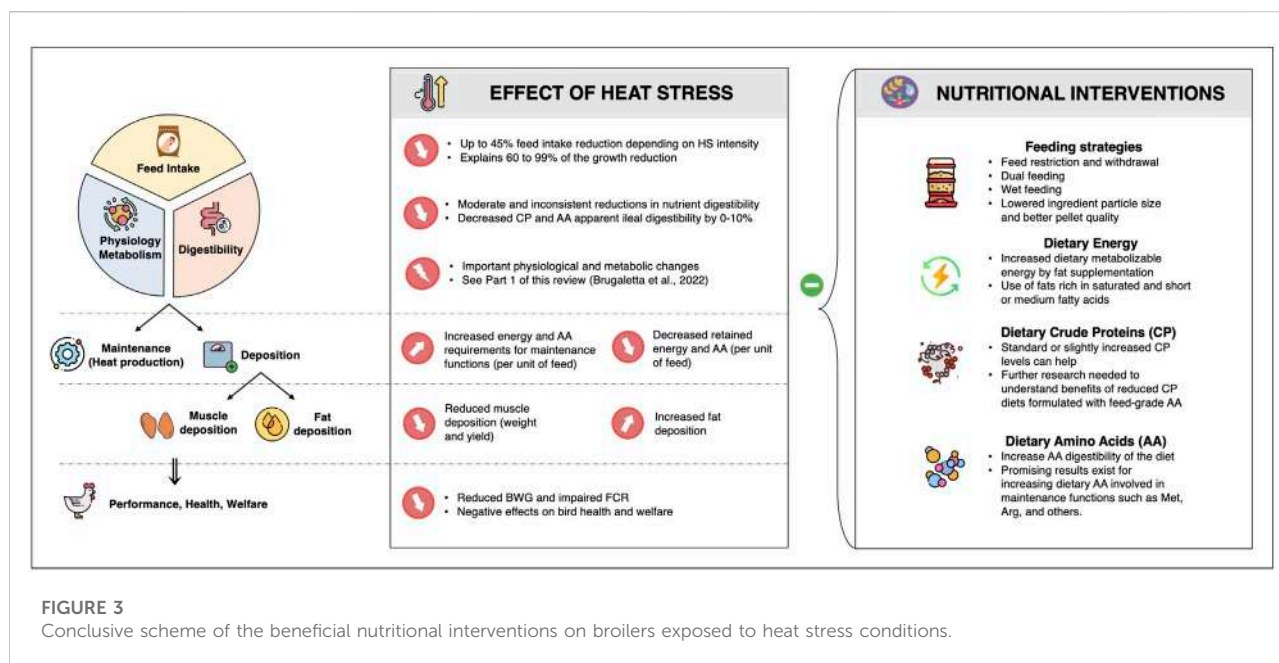 Feed Intake
Physiology
Metabolism
Digestibility
Maintenance
(Heat production)
Deposition
Muscle
deposition
Fat
deposition
Performance, Health, Welfare
EFFECT OF HEAT STRESS
• Up to 45% feed intake reduction depending on HS intensity
• Explains 60 to 99% of the growth reduction
• Moderate and inconsistent reductions in nutrient digestibility
• Decreased CP and AA apparent ileal digestibility by 0-10%
• Important physiological and metabolic changes
• See Part 1 of this review (Brugaletta et al., 2022)
Increased energy and AA
requirements for maintenance
functions (per unit of feed)
Decreased retained
energy and AA (per unit
of feed)
Reduced muscle
deposition (weight
and yield)
Increased fat
deposition
• Reduced BWG and impaired FCR
• Negative effects on bird health and welfare
NUTRITIONAL INTERVENTIONS
Feeding strategies
• Feed restriction and withdrawal
• Dual feeding
• Wet feeding
• Lowered ingredient particle size
and better pellet quality
Dietary Energy
• Increased dietary metabolizable
energy by fat supplementation
• Use of fats rich in saturated and short
or medium fatty acids
Dietary Crude Proteins (CP)
• Standard or slightly increased CP
levels can help
• Further research needed to
understand benefits of reduced CP
diets formulated with feed-grade AA
Dietary Amino Acids (AA)
• Increase AA digestibility of the diet
• Promising results exist for
increasing dietary AA involved in
maintenance functions such as Met,
Arg, and others.
FIGURE 3
Conclusive scheme of the beneficial nutritional interventions on broilers exposed to heat stress conditions.